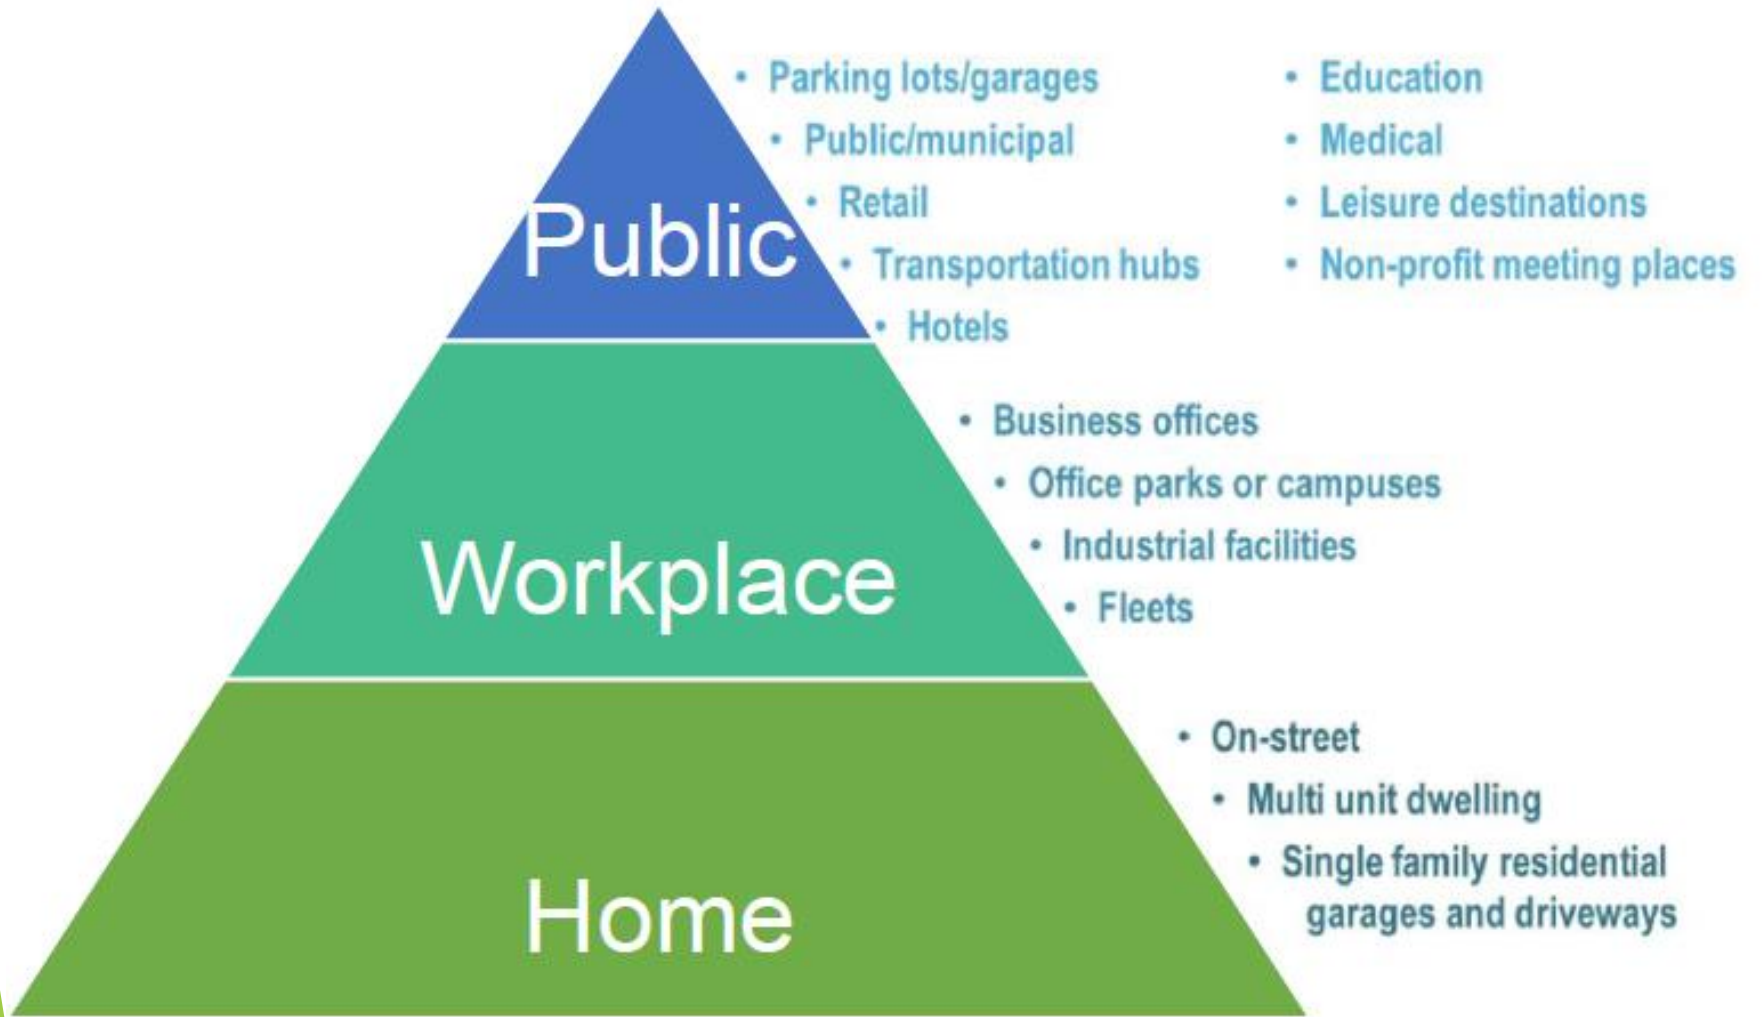 Public
• Parking lots/garages
• Public/municipal
• Retail
• Transportation hubs
• Hotels
• Education
• Medical
• Leisure destinations
• Non-profit meeting places
Workplace
• Business offices
• Office parks or campuses
• Industrial facilities
• Fleets
Home
• On-street
• Multi unit dwelling
• Single family residential
garages and driveways